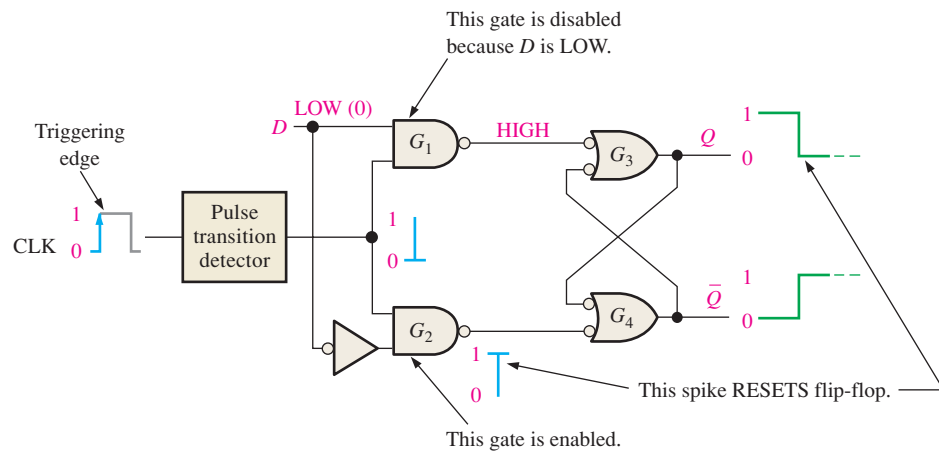 This gate is disabled
because D is LOW.
LOW (0)
D
G1
HIGH
G3
Q
1
0
Triggering
edge
1
0
CLK
Pulse
transition
detector
1
0
G2
G4
Q̅
1
0
1
0
This spike RESETS flip-flop.
This gate is enabled.